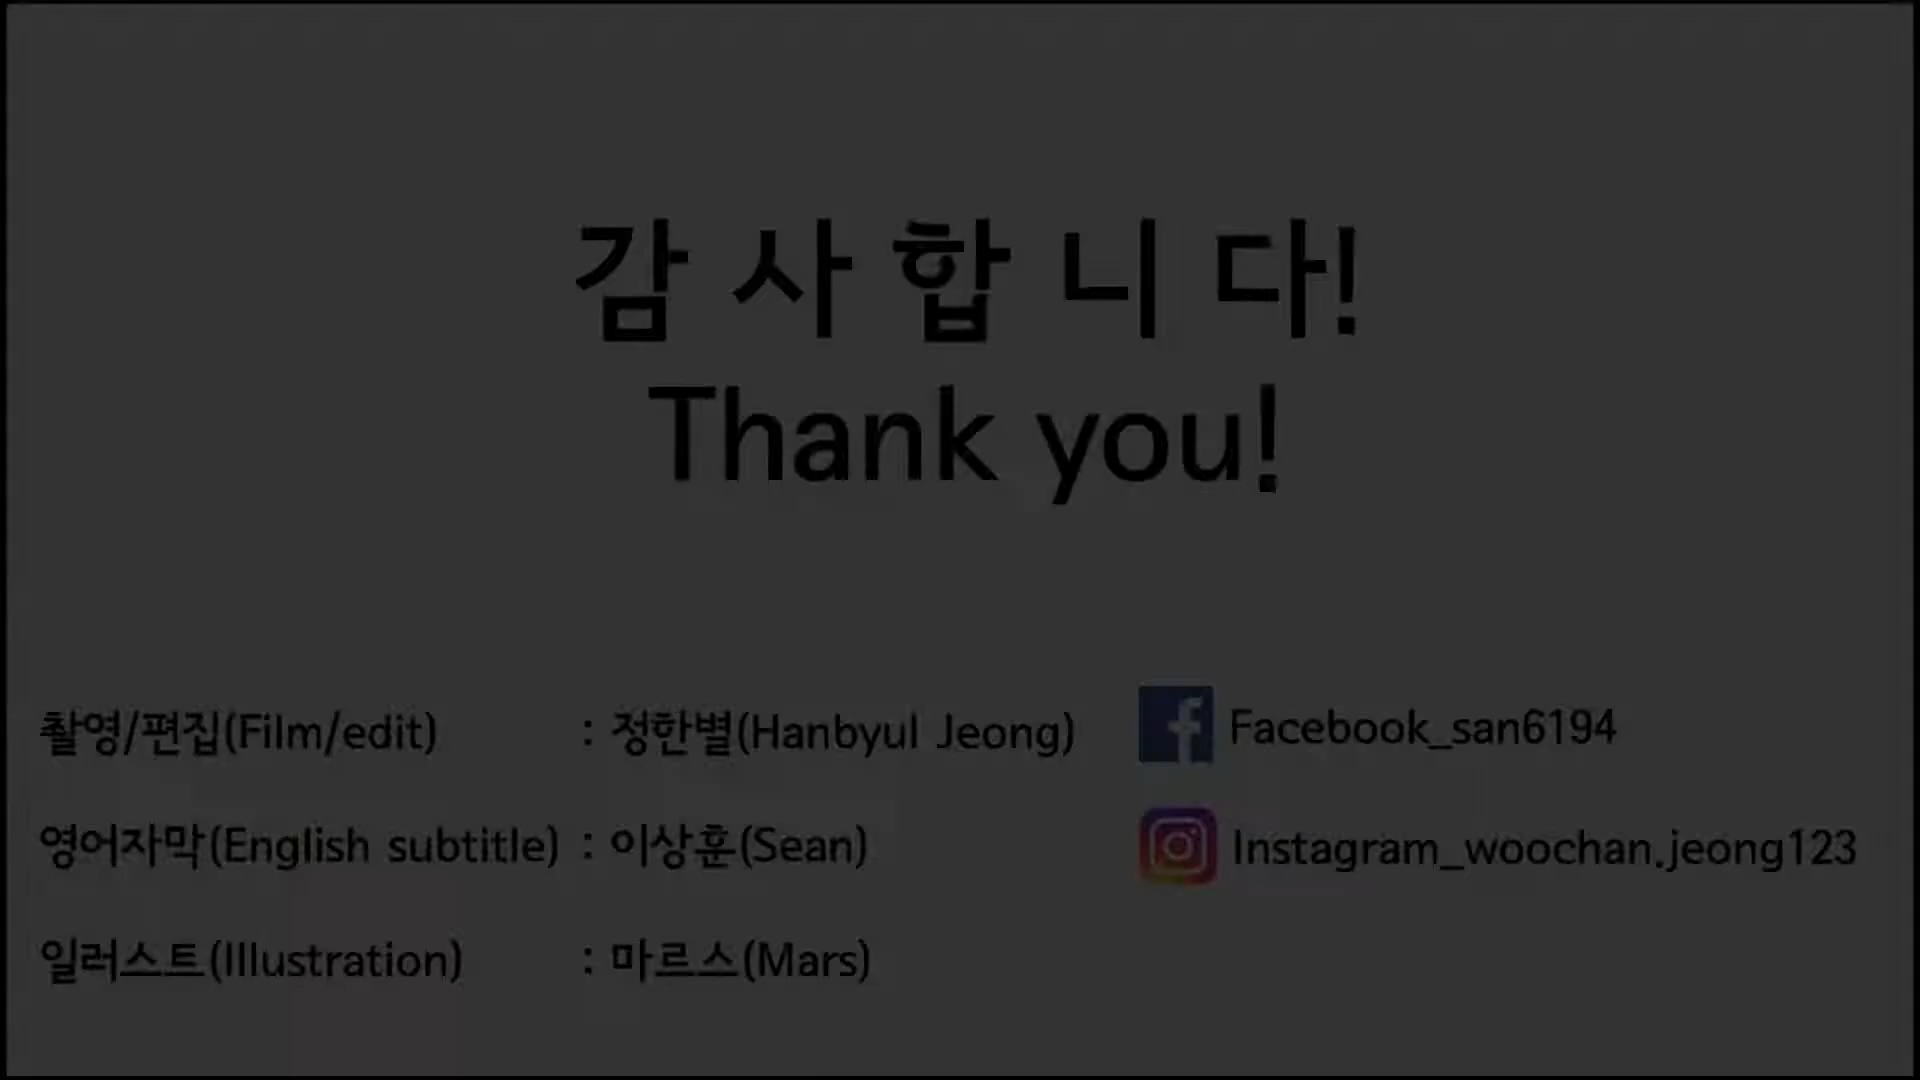 감 사 합 니 다!
Thank you!
촬영/편집(Film/edit) : 정한별(Hanbyul Jeong)
영어자막(English subtitle) : 이상훈(Sean)
일러스트(Illustration) : 마르스(Mars)
Facebook_san6194
Instagram_woochan.jeong123